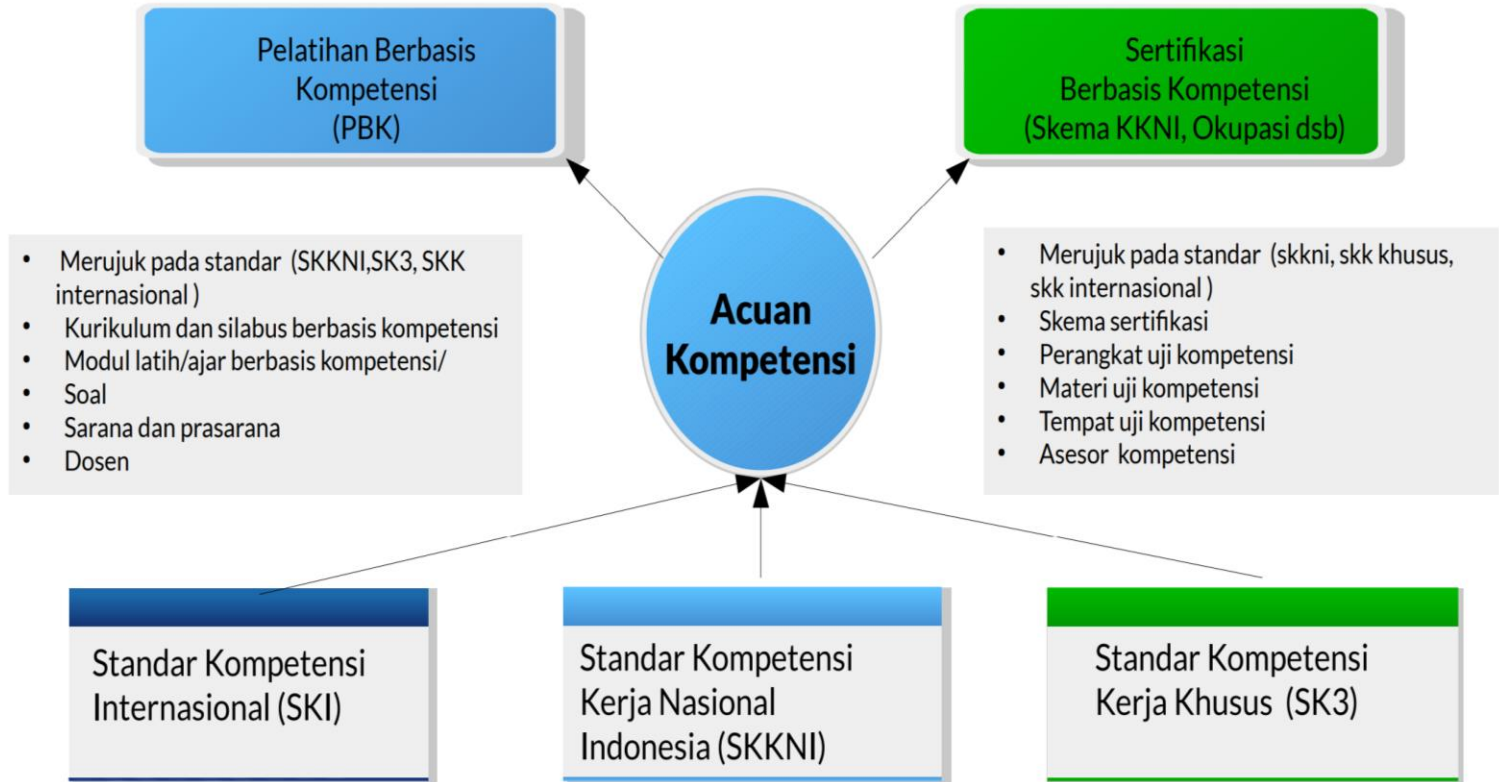 Pelatihan Berbasis
Kompetensi
(PBK)
Sertifikasi
Berbasis Kompetensi
(Skema KKNI, Okupasi dsb)
• Merujuk pada standar (SKKNI,SK3, SKK
internasional )
• Kurikulum dan silabus berbasis kompetensi
• Modul latih/ajar berbasis kompetensi/
• Soal
• Sarana dan prasarana
• Dosen
Acuan
Kompetensi
• Merujuk pada standar (skkni, skk khusus,
skk internasional )
• Skema sertifikasi
• Perangkat uji kompetensi
• Materi uji kompetensi
• Tempat uji kompetensi
• Asesor kompetensi
Standar Kompetensi
Internasional (SKI)
Standar Kompetensi
Kerja Nasional
Indonesia (SKKNI)
Standar Kompetensi
Kerja Khusus (SK3)